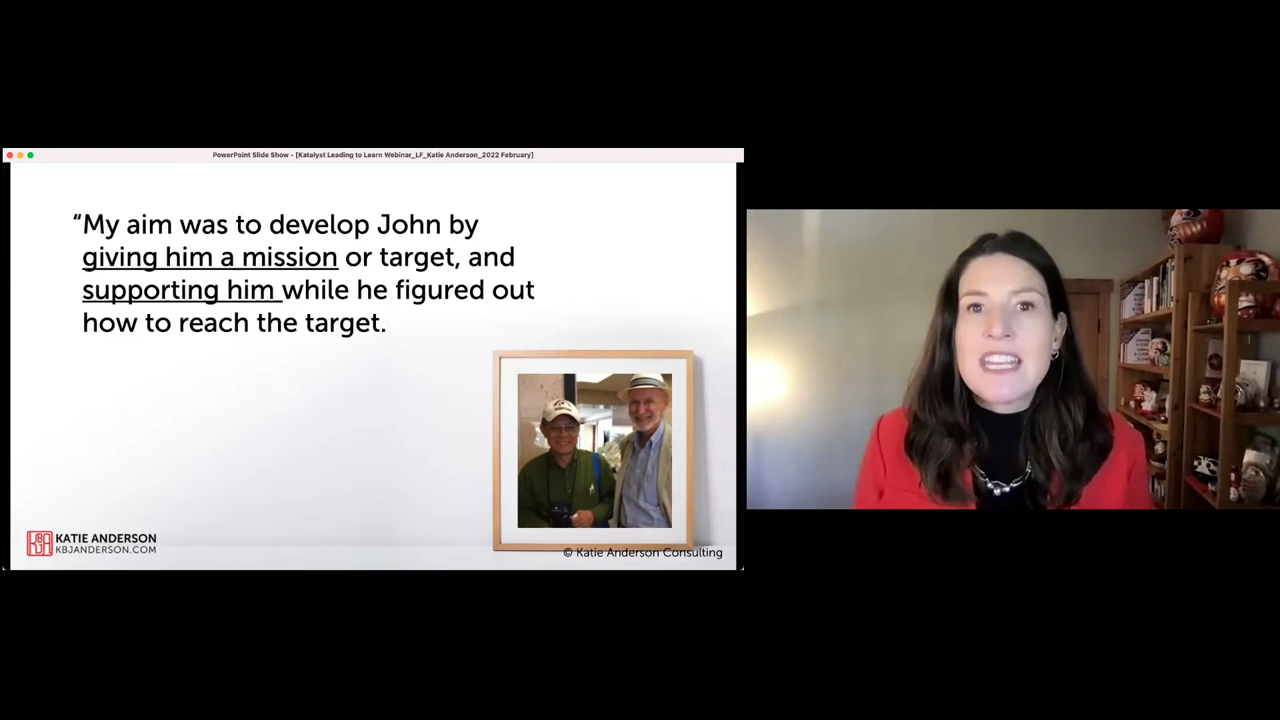 PowerPoint Slide Show - [Katalyst Leading to Learn Webinar_LF_Katie Anderson_2022 February]
“My aim was to develop John by
giving him a mission or target, and
supporting him while he figured out
how to reach the target.
KATIE ANDERSON
KBJANDERSON.COM
© Katie Anderson Consulting